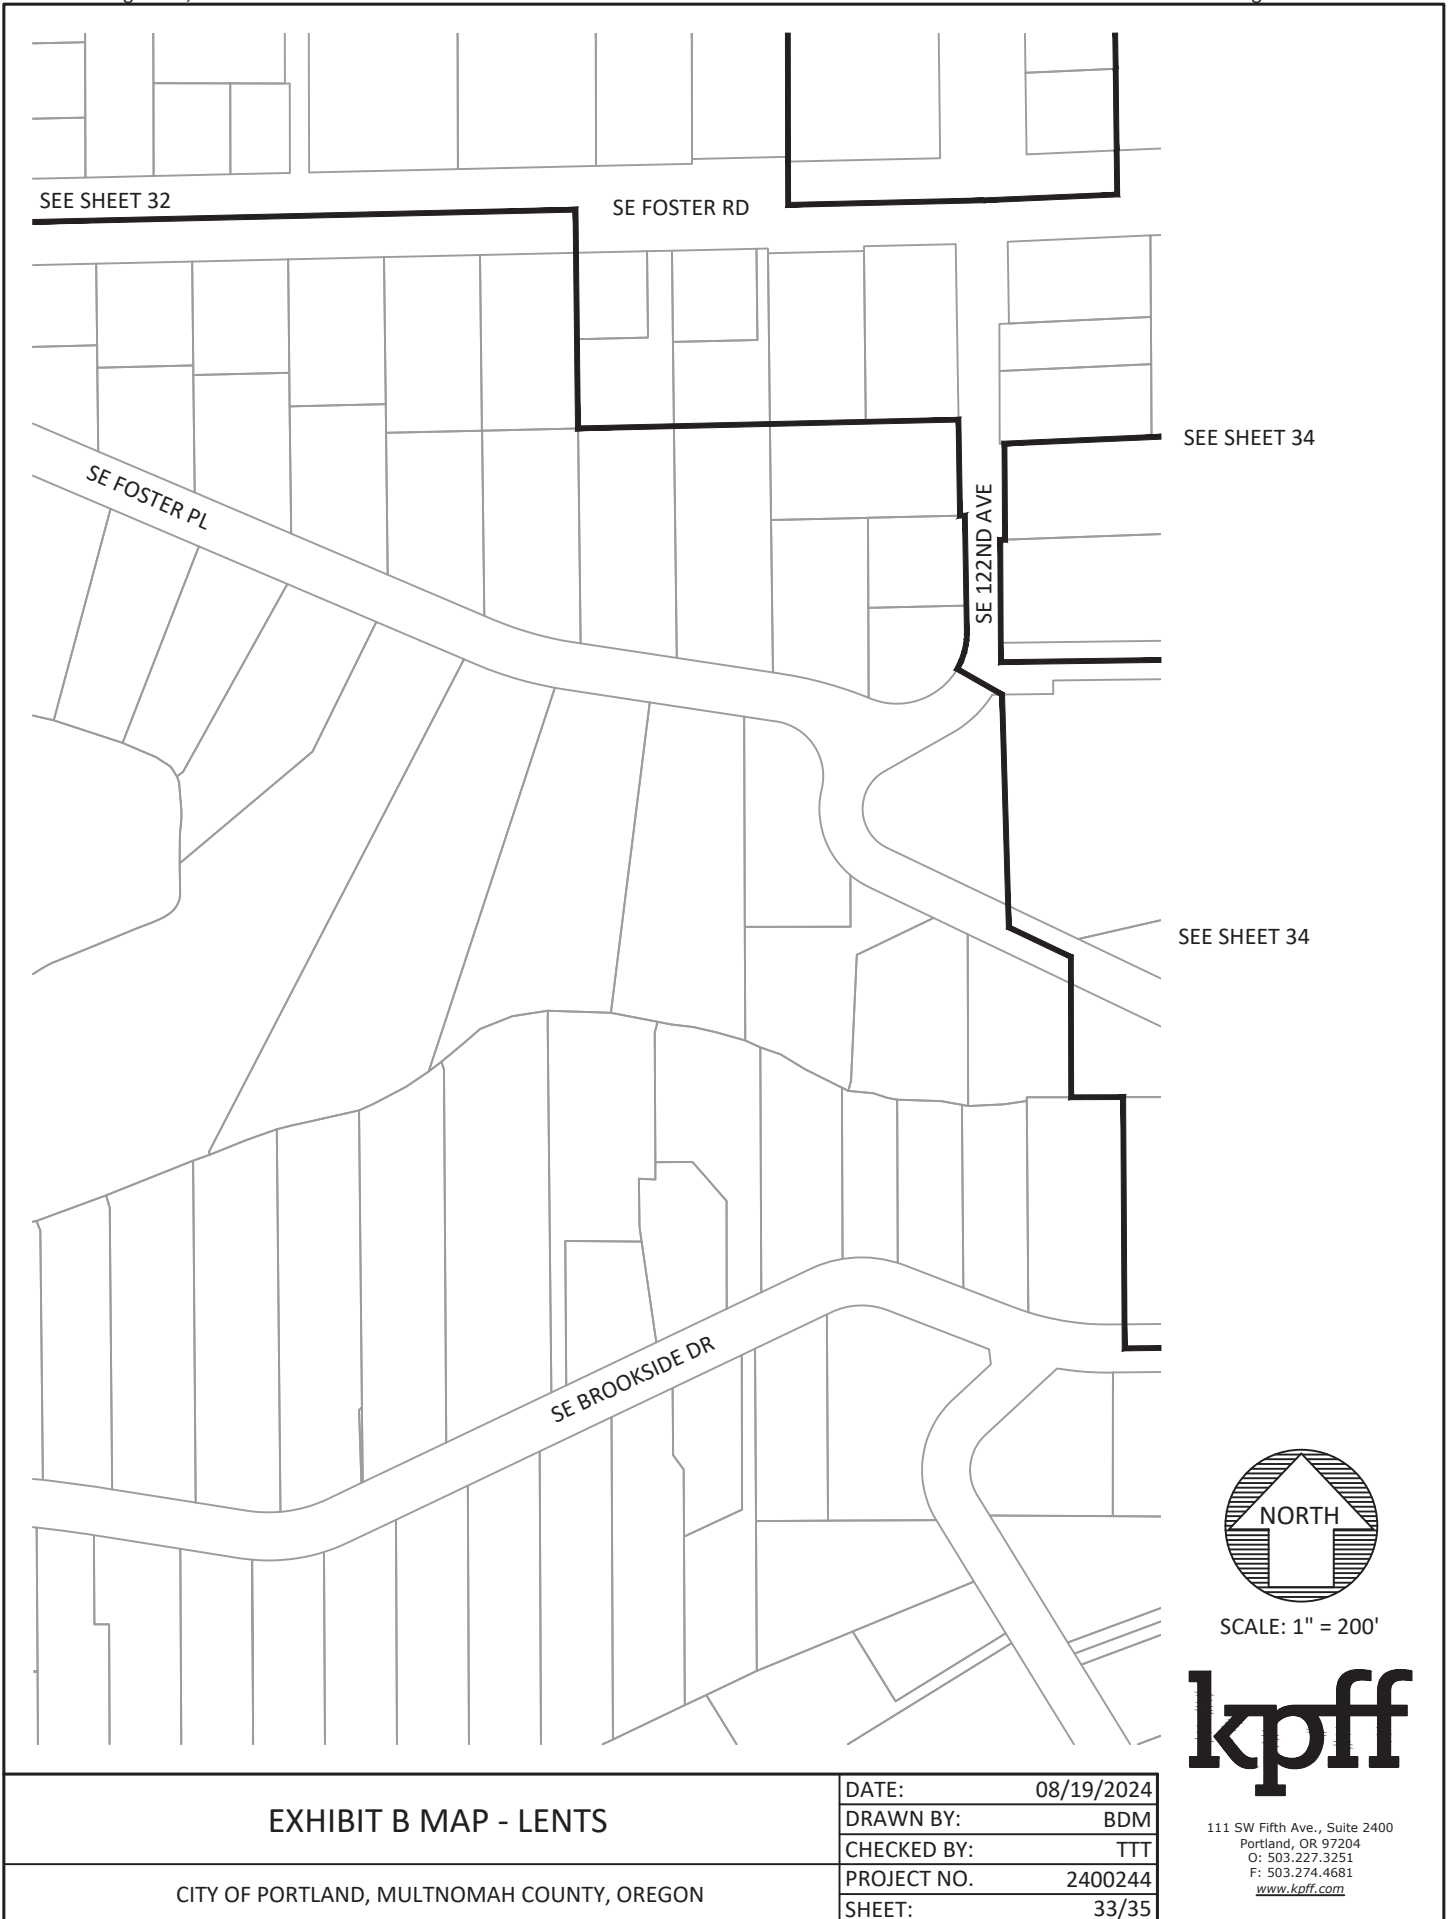 SEE SHEET 32
SE FOSTER RD
SEE SHEET 34
SE FOSTER PL
SE 122ND AVE
SEE SHEET 34
SE BROOKSIDE DR
NORTH
SCALE: 1" = 200'
kpff
111 SW Fifth Ave., Suite 2400
Portland, OR 97204
O: 503.227.3251
F: 503.274.4681
www.kpff.com
EXHIBIT B MAP - LENTS
CITY OF PORTLAND, MULTNOMAH COUNTY, OREGON
DATE: 08/19/2024
DRAWN BY: BDM
CHECKED BY: TTT
PROJECT NO. 2400244
SHEET: 33/35